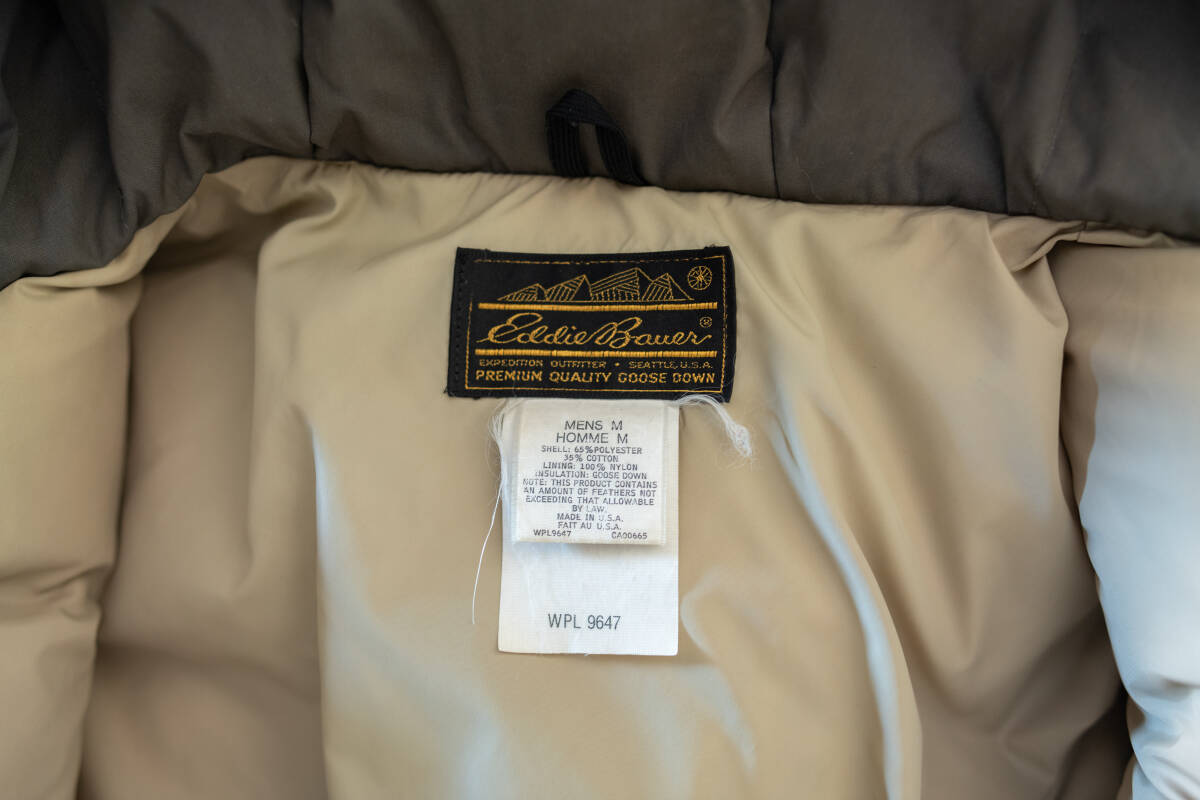 Eddie Bauer®
EXPEDITION OUTFITTER • SEATTLE, U.S.A.
PREMIUM QUALITY GOOSE DOWN
MENS M
HOMME M
SHELL: 65% POLYESTER
35% COTTON
LINING: 100% NYLON
INSULATION: GOOSE DOWN
NOTE: THIS PRODUCT CONTAINS
AN AMOUNT OF FEATHERS NOT
EXCEEDING THAT ALLOWABLE
BY LAW.
MADE IN U.S.A.
FAIT AU U.S.A.
WPL9647 CA00665
WPL 9647